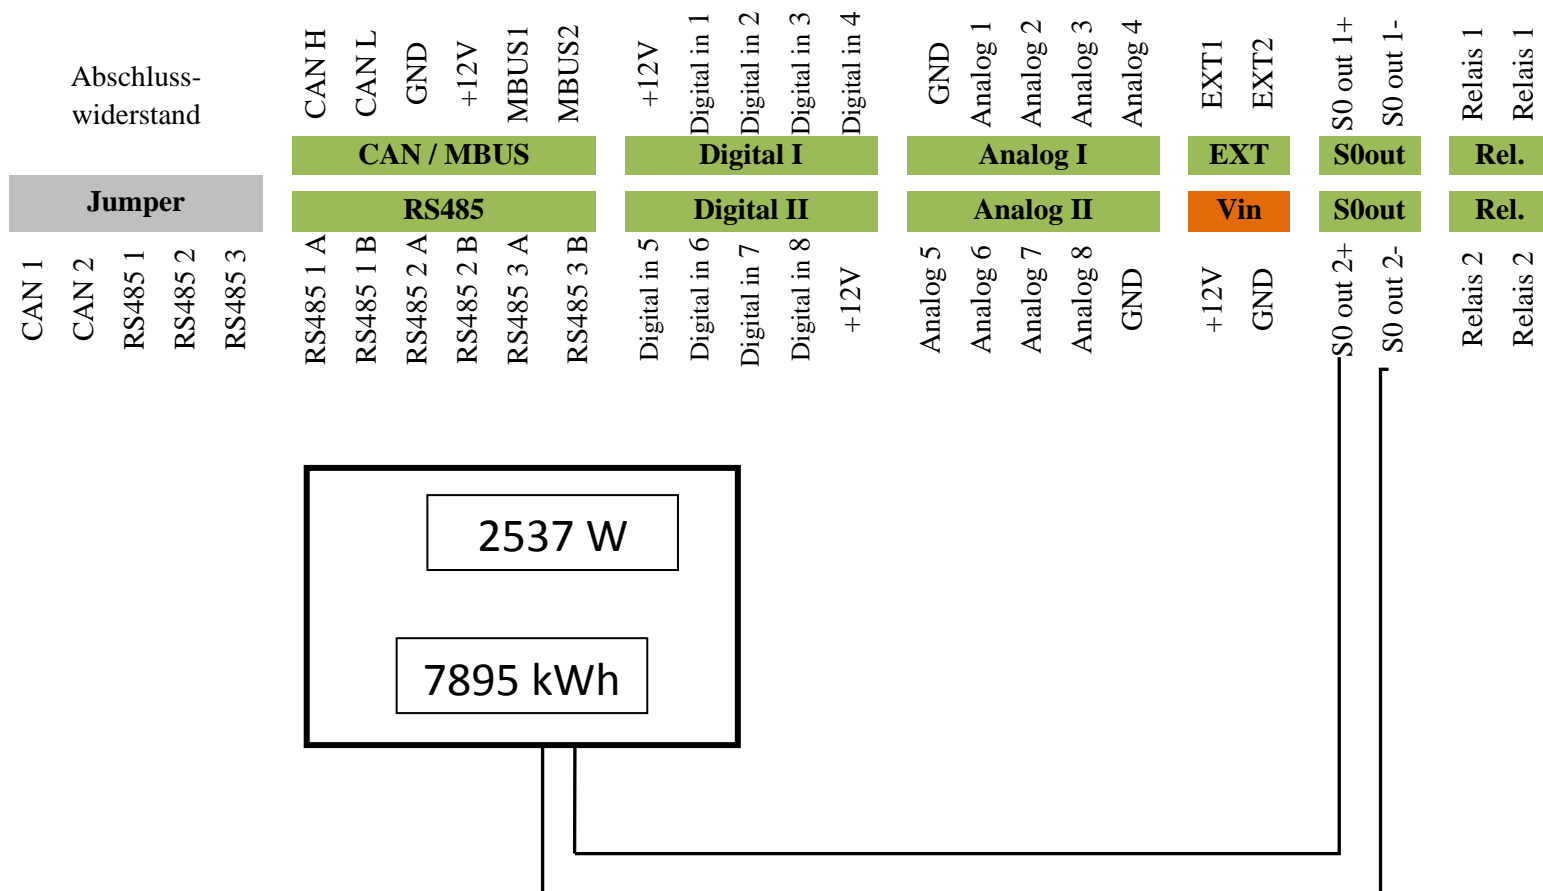 Abschluss-
widerstand
CAN H
CAN L
GND
+12V
MBUS1
MBUS2
+12V
Digital in 1
Digital in 2
Digital in 3
Digital in 4
GND
Analog 1
Analog 2
Analog 3
Analog 4
EXT1
EXT2
S0 out 1+
S0 out 1-
Relais 1
Relais 1
CAN / MBUS
Digital I
Analog I
EXT
S0out
Rel.
Jumper
RS485
Digital II
Analog II
Vin
S0out
Rel.
CAN 1
CAN 2
RS485 1
RS485 2
RS485 3
RS485 1 A
RS485 1 B
RS485 2 A
RS485 2 B
RS485 3 A
RS485 3 B
Digital in 5
Digital in 6
Digital in 7
Digital in 8
+12V
Analog 5
Analog 6
Analog 7
Analog 8
GND
+12V
GND
S0 out 2+
S0 out 2-
Relais 2
Relais 2
2537 W
7895 kWh